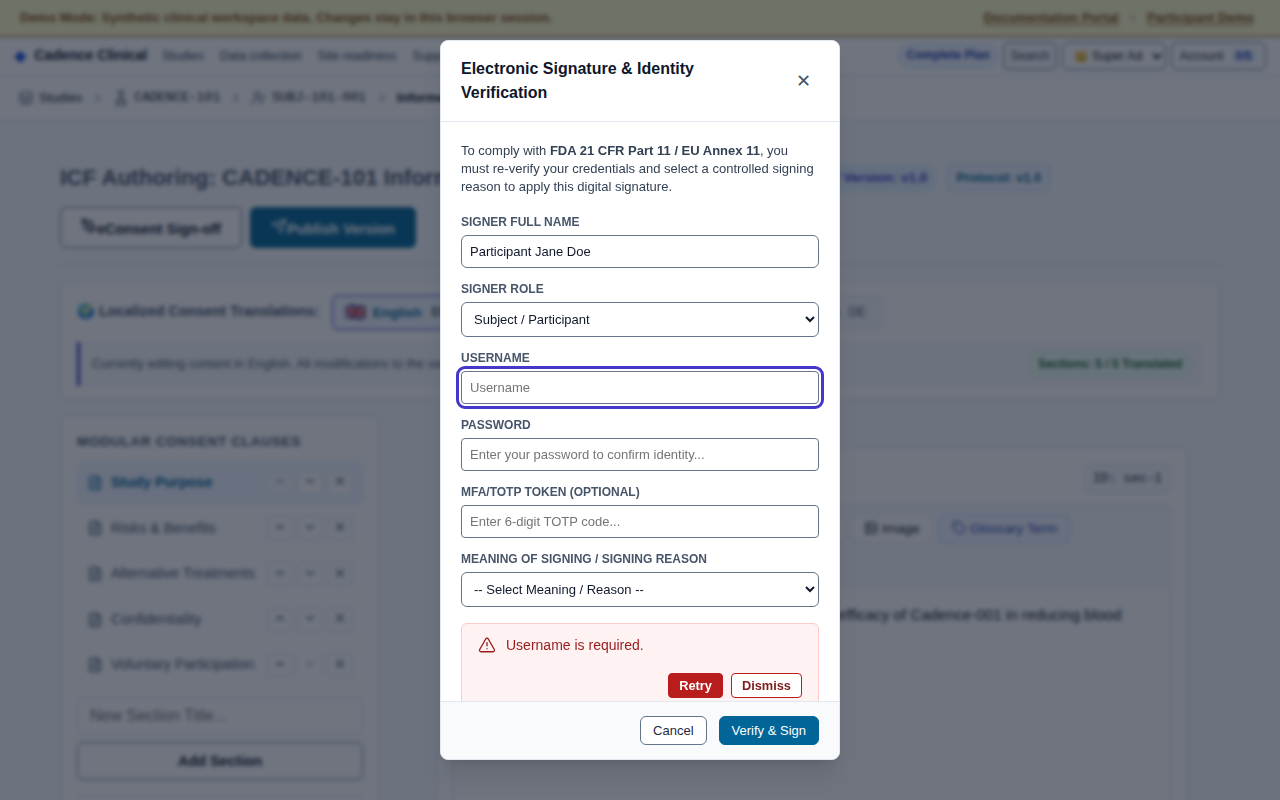 Demo Mode: Synthetic clinical workspace data. Changes stay in this browser session.
Documentation Portal · Participant Demo
Cadence Clinical Studies Data collection Site readiness
Complete Plan Search Super Ad Account
Studies > CADENCE-101 > SUBJ-101-001 >
ICF Authoring: CADENCE-101
Version: v1.0 Protocol: v1.0
eConsent Sign-off Publish Version
Localized Consent Translations: English DE
Currently editing content in English. All modifications to the
Sections: 5 / 5 Translated
MODULAR CONSENT CLAUSES
Study Purpose
Risks & Benefits
Alternative Treatments
Confidentiality
Voluntary Participation
New Section Title...
Add Section
ID: sec-1
Image Glossary Term
efficacy of Cadence-001 in reducing blood
Electronic Signature & Identity
Verification
To comply with FDA 21 CFR Part 11 / EU Annex 11, you
must re-verify your credentials and select a controlled signing
reason to apply this digital signature.
SIGNER FULL NAME
Participant Jane Doe
SIGNER ROLE
Subject / Participant
USERNAME
Username
PASSWORD
Enter your password to confirm identity...
MFA/TOTP TOKEN (OPTIONAL)
Enter 6-digit TOTP code...
MEANING OF SIGNING / SIGNING REASON
-- Select Meaning / Reason --
Username is required.
Retry Dismiss
Cancel Verify & Sign